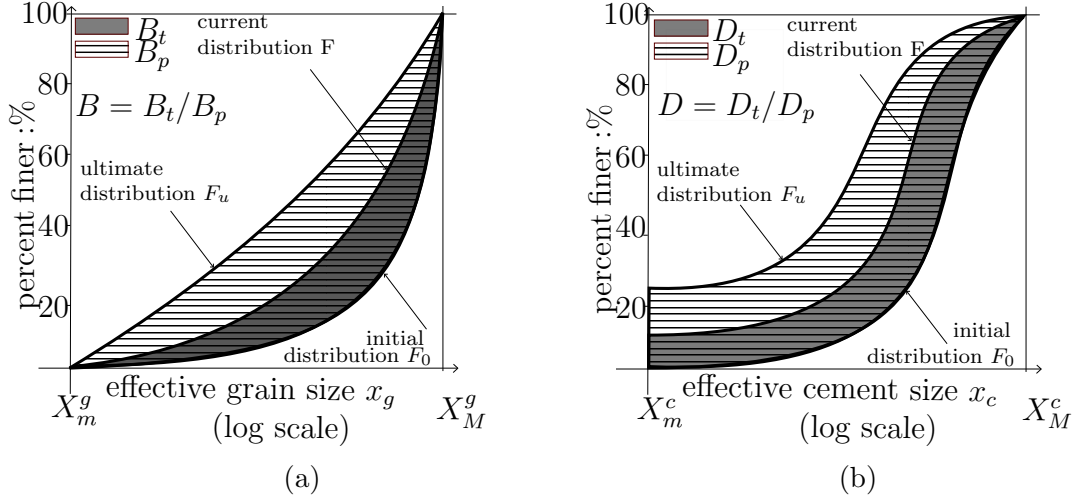 100
80
60
40
20
percent finer :%
B_t
B_p
B = B_t/B_p
current
distribution F
ultimate
distribution F_u
initial
distribution F_0
effective grain size x_g
(log scale)
X_m^g
X_M^g
(a)
100
80
60
40
20
percent finer :%
D_t
D_p
D = D_t/D_p
current
distribution F
ultimate
distribution F_u
initial
distribution F_0
effective cement size x_c
(log scale)
X_m^c
X_M^c
(b)